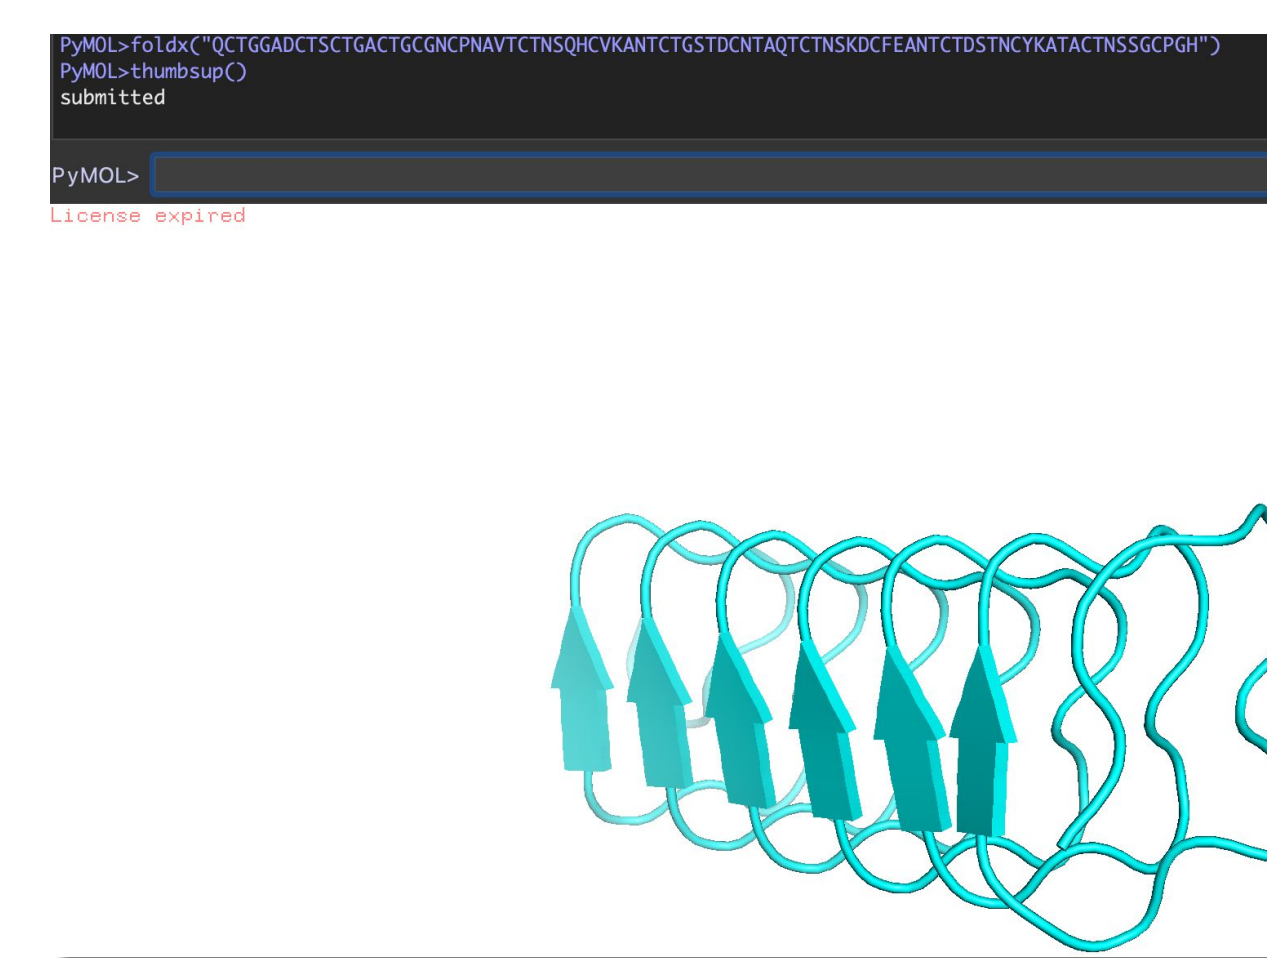 PyMOL>foldx("QCTGGADCTSCTGACTGCGNCPNAVTCTNSQHCVKANTCTGSTDCNTAQTCTNSKDCFEANTCTDSTNCYKATACTNSSGCPGH")
PyMOL>thumbsup()
submitted
PyMOL>
License expired